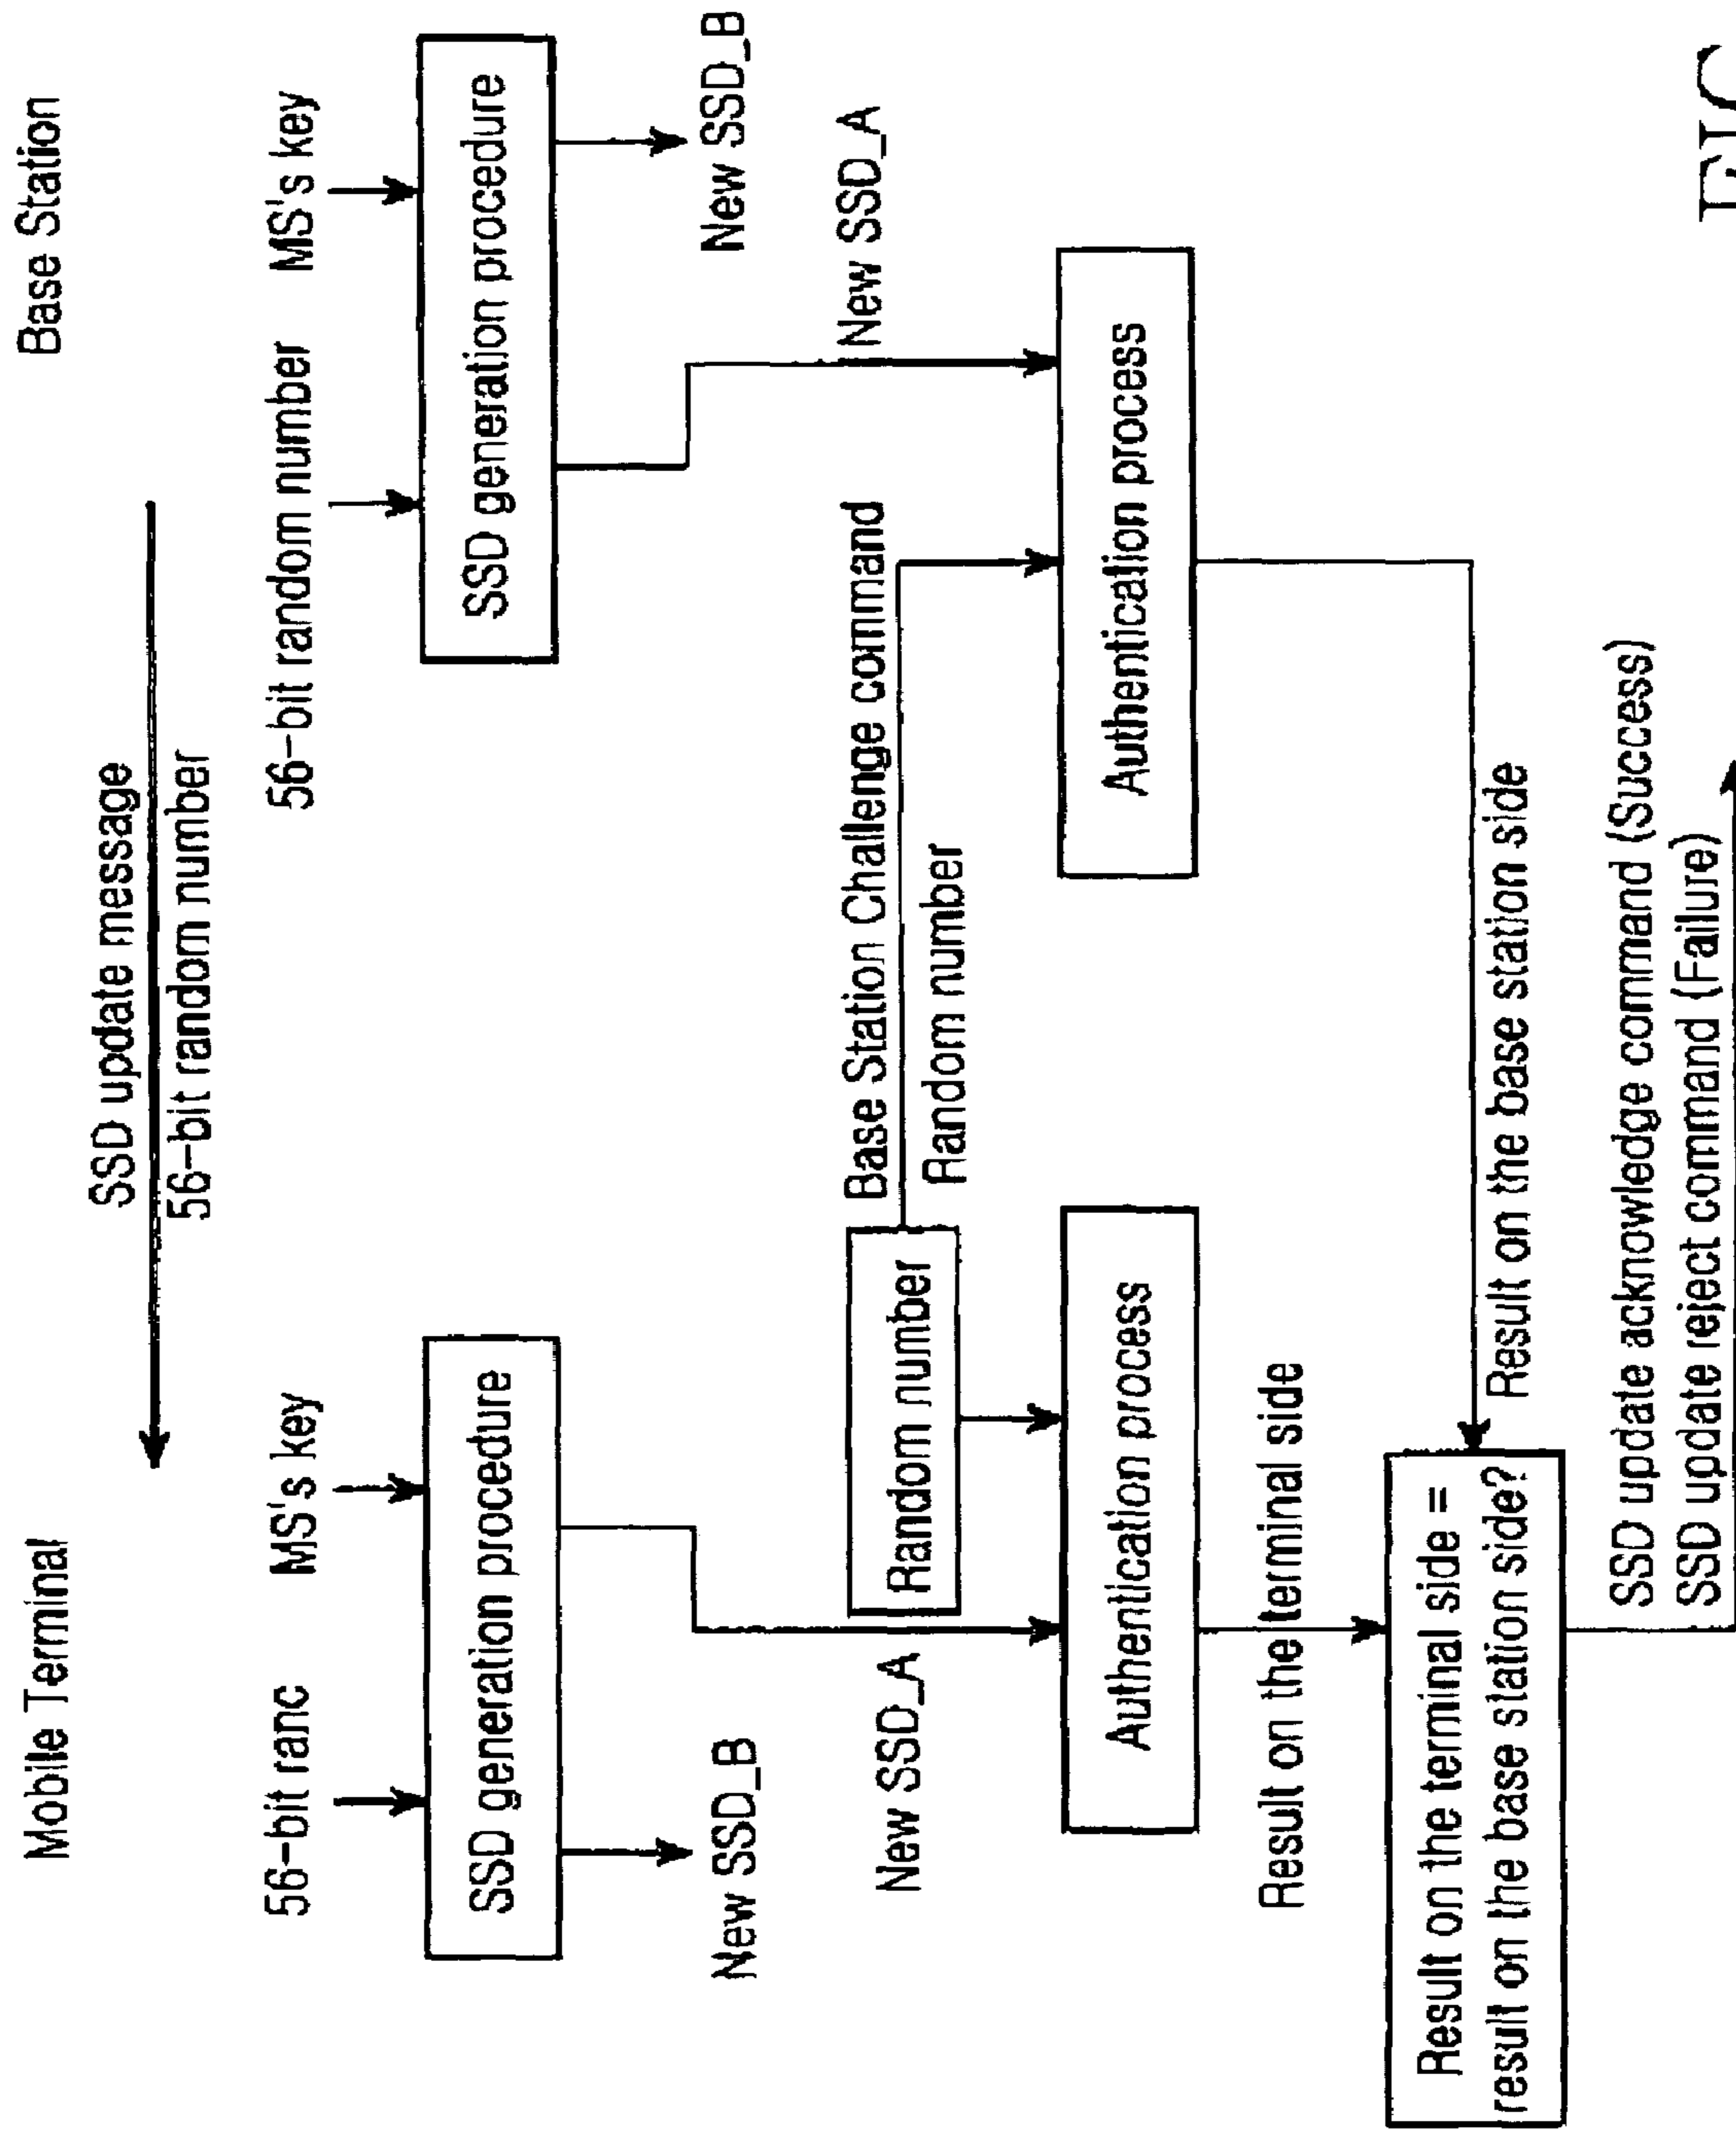 Mobile Terminal
Base Station
SSD update message
56-bit random number
56-bit ranc
MS's key
56-bit random number
MS's key
SSD generation procedure
SSD generation procedure
New SSD_B
New SSD_B
New SSD_A
New SSD_A
Base Station Challenge command
Random number
Random number
Authentication process
Authentication process
Result on the terminal side
Result on the terminal side =
result on the base station side?
Result on the base station side
SSD update acknowledge command (Success)
SSD update reject command (Failure)